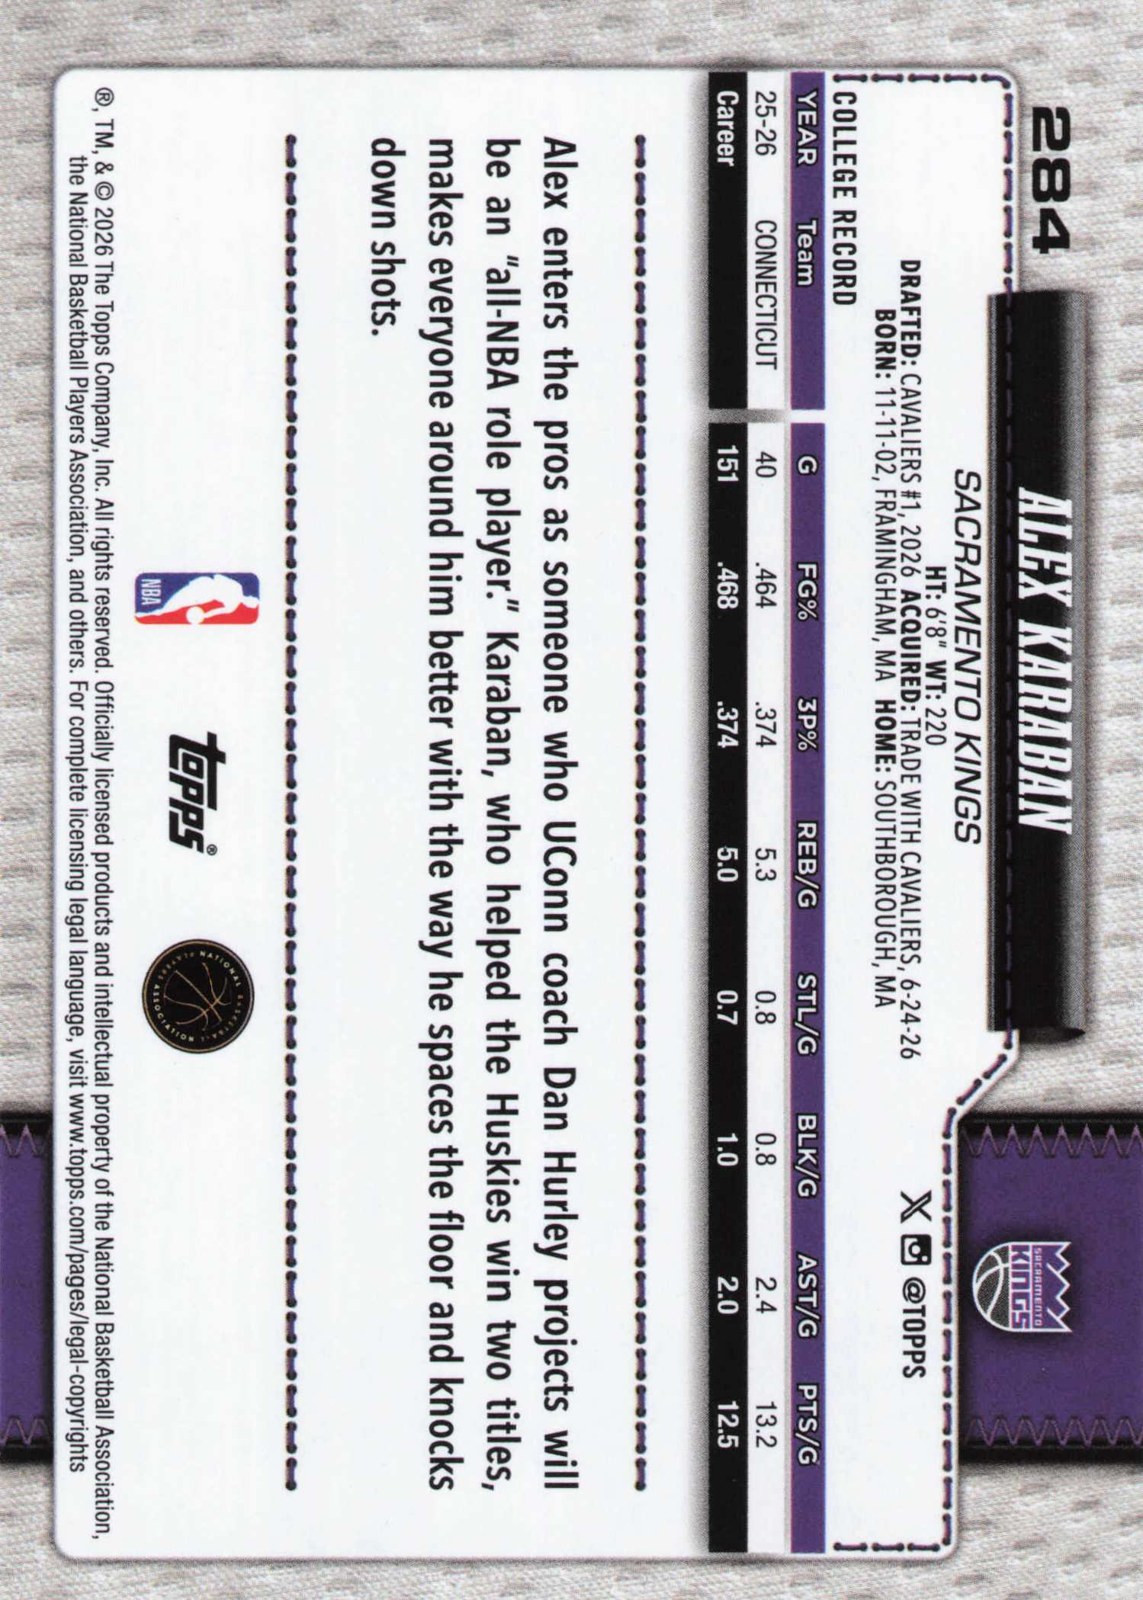 284
ALEX KARABAN
SACRAMENTO KINGS
SACRAMENTO
KINGS
HT: 6'8" WT: 220
DRAFTED: CAVALIERS #1, 2026 ACQUIRED: TRADE WITH CAVALIERS, 6-24-26
BORN: 11-11-02, FRAMINGHAM, MA HOME: SOUTHBOROUGH, MA
@TOPPS
COLLEGE RECORD
YEAR Team G FG% 3P% REB/G STL/G BLK/G AST/G PTS/G
25-26 CONNECTICUT 40 .464 .374 5.3 0.8 0.8 2.4 13.2
Career 151 .468 .374 5.0 0.7 1.0 2.0 12.5
Alex enters the pros as someone who UConn coach Dan Hurley projects will
be an "all-NBA role player." Karaban, who helped the Huskies win two titles,
makes everyone around him better with the way he spaces the floor and knocks
down shots.
NBA
topps®
NATIONAL BASKETBALL PLAYERS ASSOCIATION
®, TM, & © 2026 The Topps Company, Inc. All rights reserved. Officially licensed products and intellectual property of the National Basketball Association,
the National Basketball Players Association, and others. For complete licensing legal language, visit www.topps.com/pages/legal-copyrights